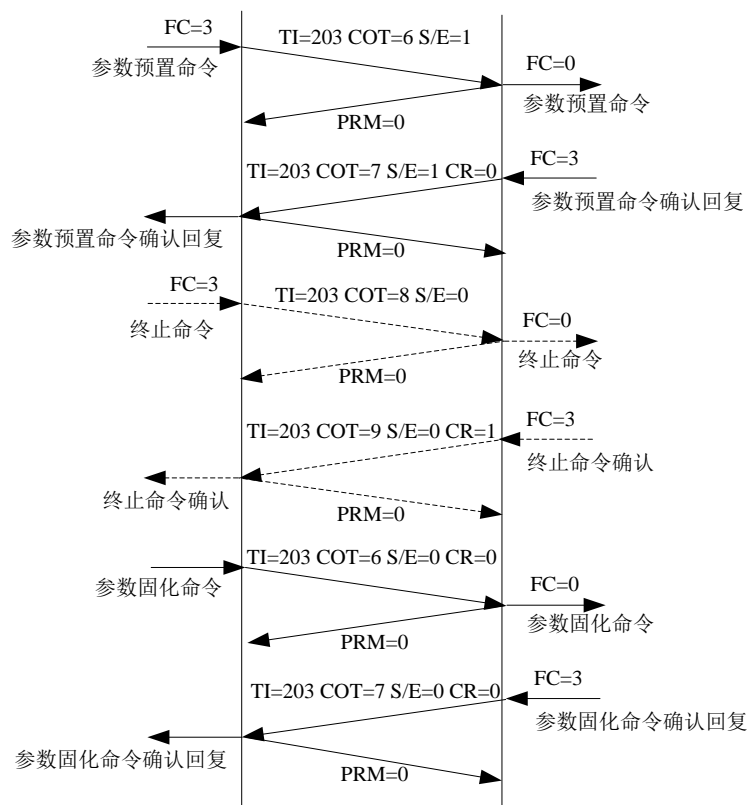 FC=3
TI=203 COT=6 S/E=1
参数预置命令
FC=0
参数预置命令
PRM=0
TI=203 COT=7 S/E=1 CR=0
FC=3
参数预置命令确认回复
参数预置命令确认回复
PRM=0
FC=3
TI=203 COT=8 S/E=0
终止命令
FC=0
终止命令
PRM=0
TI=203 COT=9 S/E=0 CR=1
FC=3
终止命令确认
终止命令确认
PRM=0
TI=203 COT=6 S/E=0 CR=0
参数固化命令
FC=0
参数固化命令
PRM=0
TI=203 COT=7 S/E=0 CR=0
FC=3
参数固化命令确认回复
参数固化命令确认回复
PRM=0